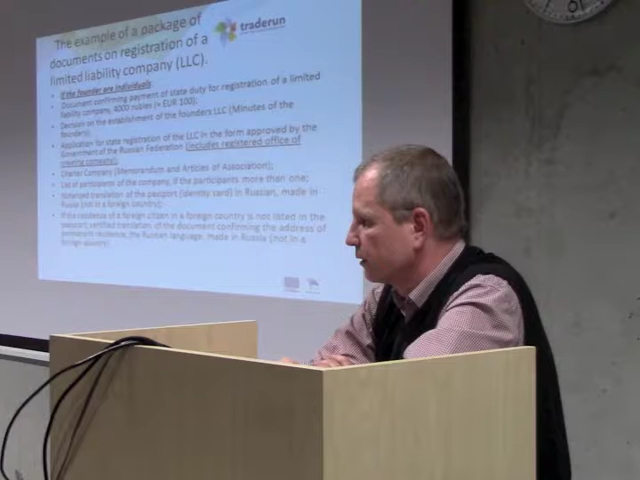 The example of a package of
documents on registration of a
limited liability company (LLC).
traderun
If the founder are individuals
• Document confirming payment of state duty for registration of a limited
liability company, 4000 rubles (≈ EUR 100);
• Decision on the establishment of the founders LLC (Minutes of the
founders);
• Application for state registration of the LLC in the form approved by the
Government of the Russian Federation (includes registered office of
company);
• Charter Company (Memorandum and Articles of Association);
• List of participants of the company, if the participants more than one;
• Notarized translation of the passport (identity card) in Russian, made in
Russia (not in a foreign country);
• If the residence of a foreign citizen in a foreign country is not listed in the
passport: certified translation of the document confirming the address of
permanent residence, the Russian language, made in Russia (not in a
foreign country)